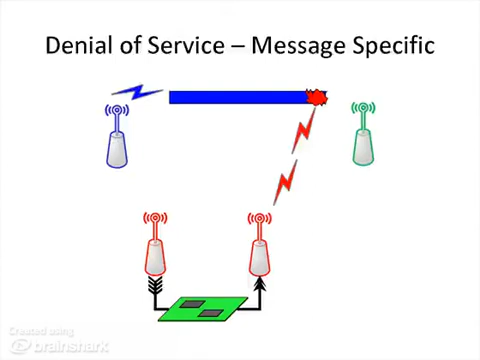 Denial of Service – Message Specific
Created using
brainshark